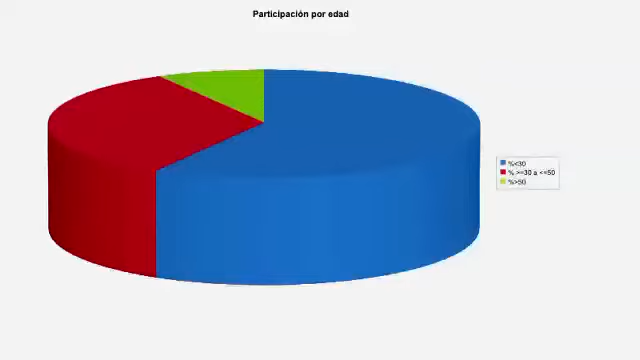 Participación por edad
%<30
% >=30 a <=50
%>50